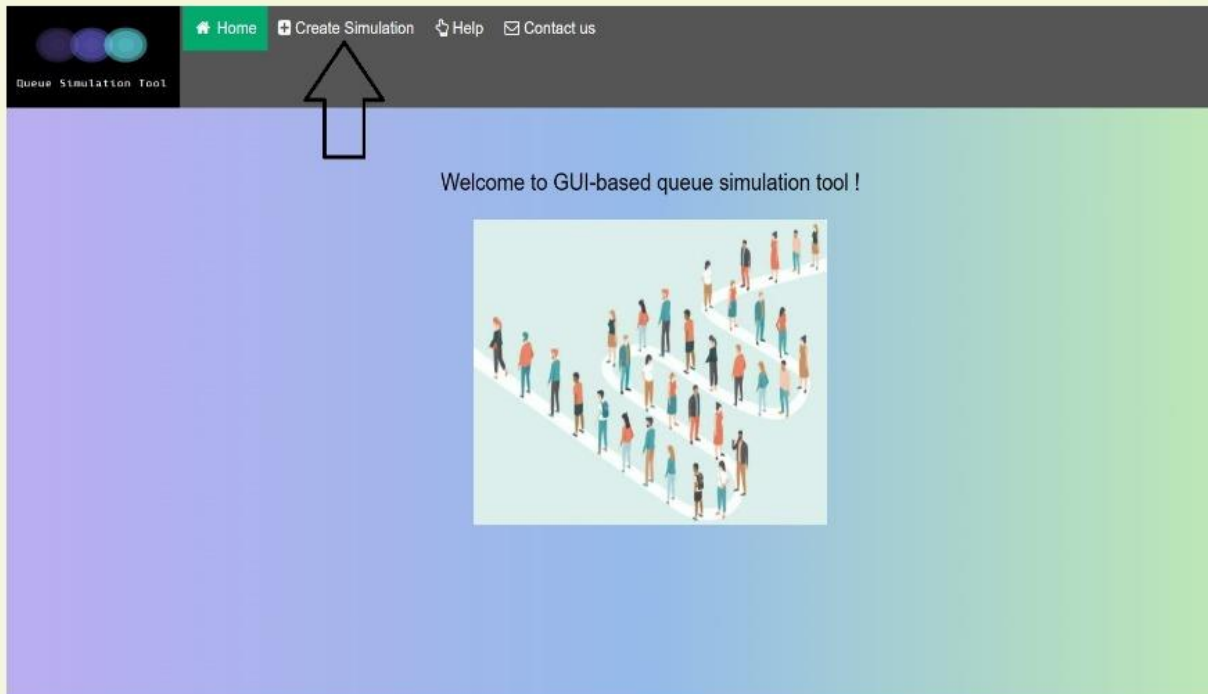 Home Create Simulation Help Contact us
Queue Simulation Tool
Welcome to GUI-based queue simulation tool !